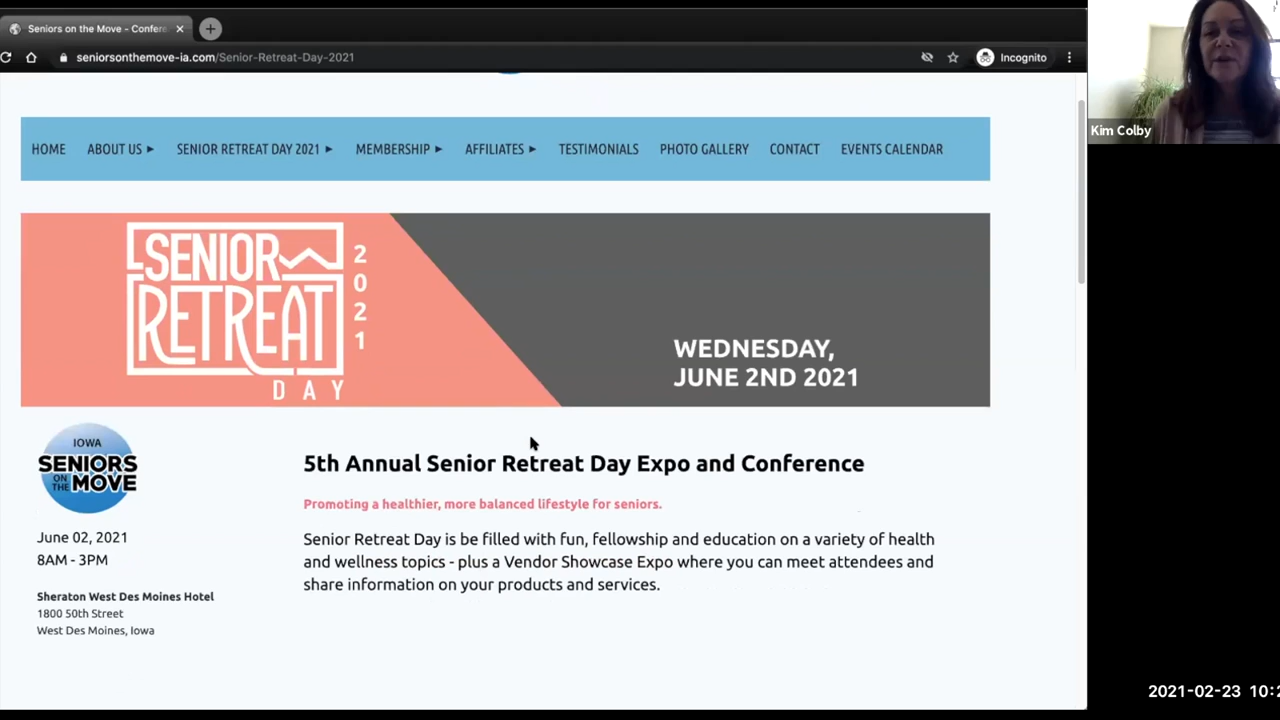 Seniors on the Move - Confere
seniorsonthemove-ia.com/Senior-Retreat-Day-2021
Incognito
Kim Colby
HOME ABOUT US SENIOR RETREAT DAY 2021 MEMBERSHIP AFFILIATES TESTIMONIALS PHOTO GALLERY CONTACT EVENTS CALENDAR
SENIOR
RETREAT
DAY
2021
WEDNESDAY,
JUNE 2ND 2021
IOWA
SENIORS
ON THE MOVE
June 02, 2021
8AM - 3PM
Sheraton West Des Moines Hotel
1800 50th Street
West Des Moines, Iowa
5th Annual Senior Retreat Day Expo and Conference
Promoting a healthier, more balanced lifestyle for seniors.
Senior Retreat Day is be filled with fun, fellowship and education on a variety of health
and wellness topics - plus a Vendor Showcase Expo where you can meet attendees and
share information on your products and services.
2021-02-23 10:2